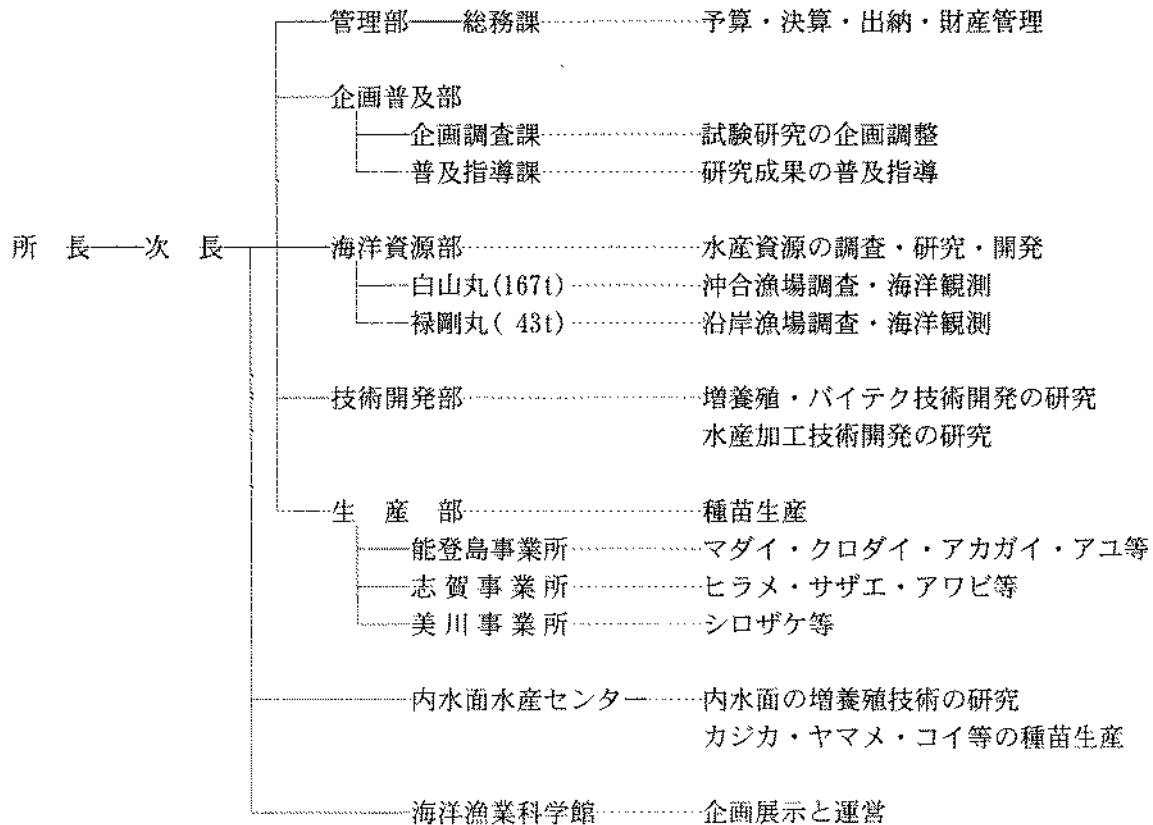 管理部 総務課 予算・決算・出納・財産管理
企画普及部
企画調査課 試験研究の企画調整
普及指導課 研究成果の普及指導
所 長 次 長 海洋資源部 水産資源の調査・研究・開発
白山丸(167t) 沖合漁場調査・海洋観測
禄剛丸( 43t) 沿岸漁場調査・海洋観測
技術開発部 増養殖・バイテク技術開発の研究
水産加工技術開発の研究
生 産 部 種苗生産
能登島事業所 マダイ・クロダイ・アカガイ・アユ等
志賀事業所 ヒラメ・サザエ・アワビ等
美川事業所 シロザケ等
内水面水産センター 内水面の増養殖技術の研究
カジカ・ヤマメ・コイ等の種苗生産
海洋漁業科学館 企画展示と運営